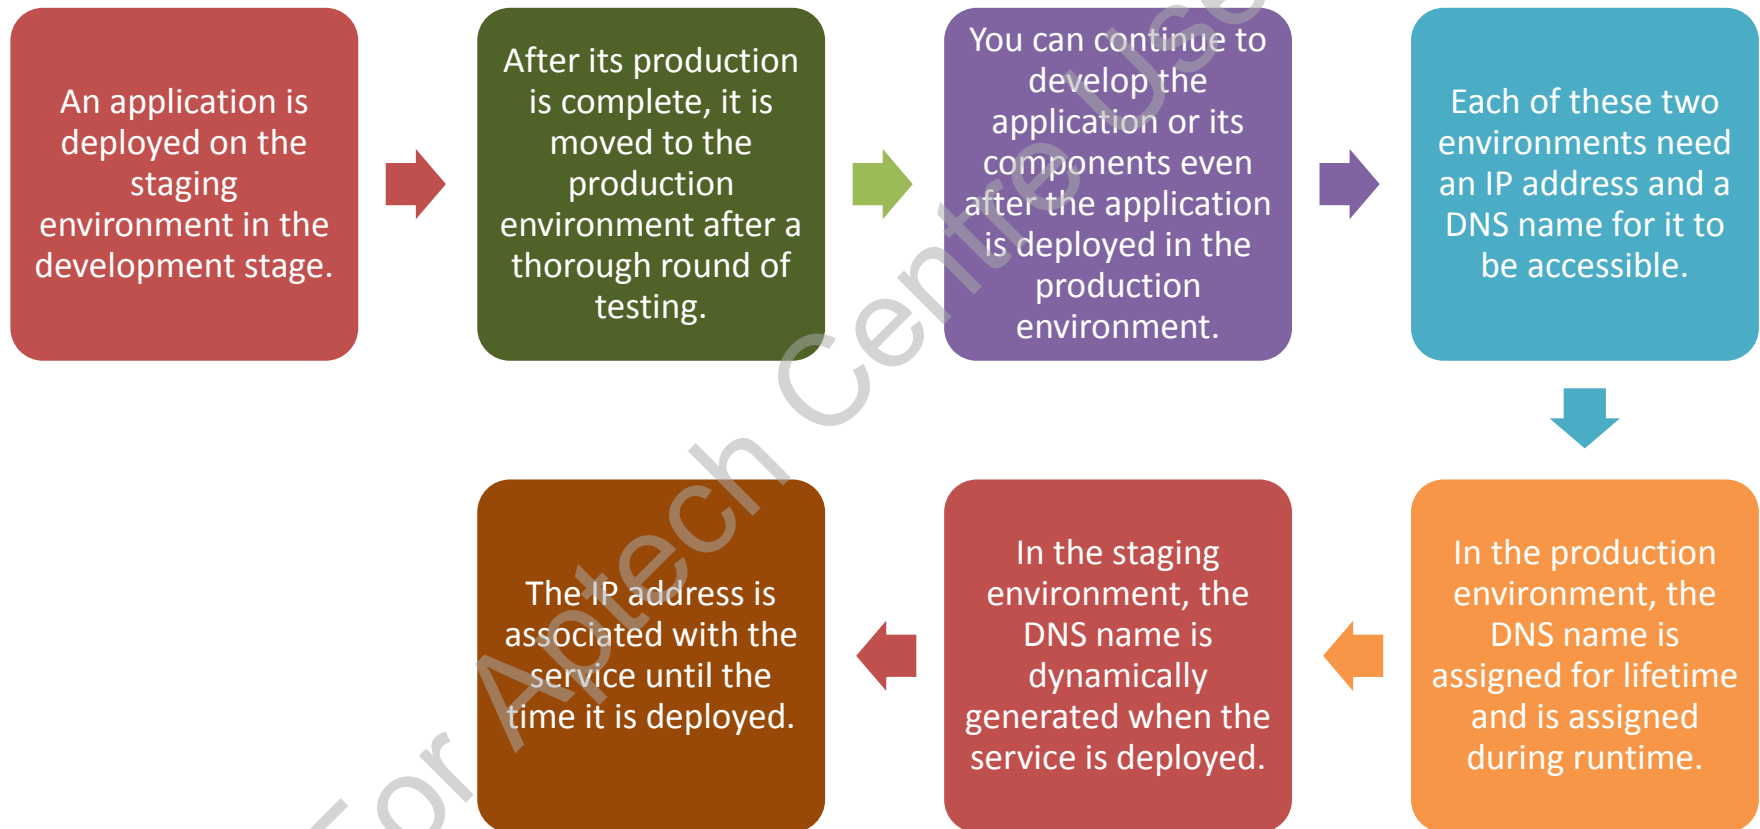 An application is
deployed on the
staging
environment in the
development stage.
After its production
is complete, it is
moved to the
production
environment after a
thorough round of
testing.
You can continue to
develop the
application or its
components even
after the application
is deployed in the
production
environment.
Each of these two
environments need
an IP address and a
DNS name for it to
be accessible.
In the production
environment, the
DNS name is
assigned for lifetime
and is assigned
during runtime.
In the staging
environment, the
DNS name is
dynamically
generated when the
service is deployed.
The IP address is
associated with the
service until the
time it is deployed.
For Aptech Centre Use